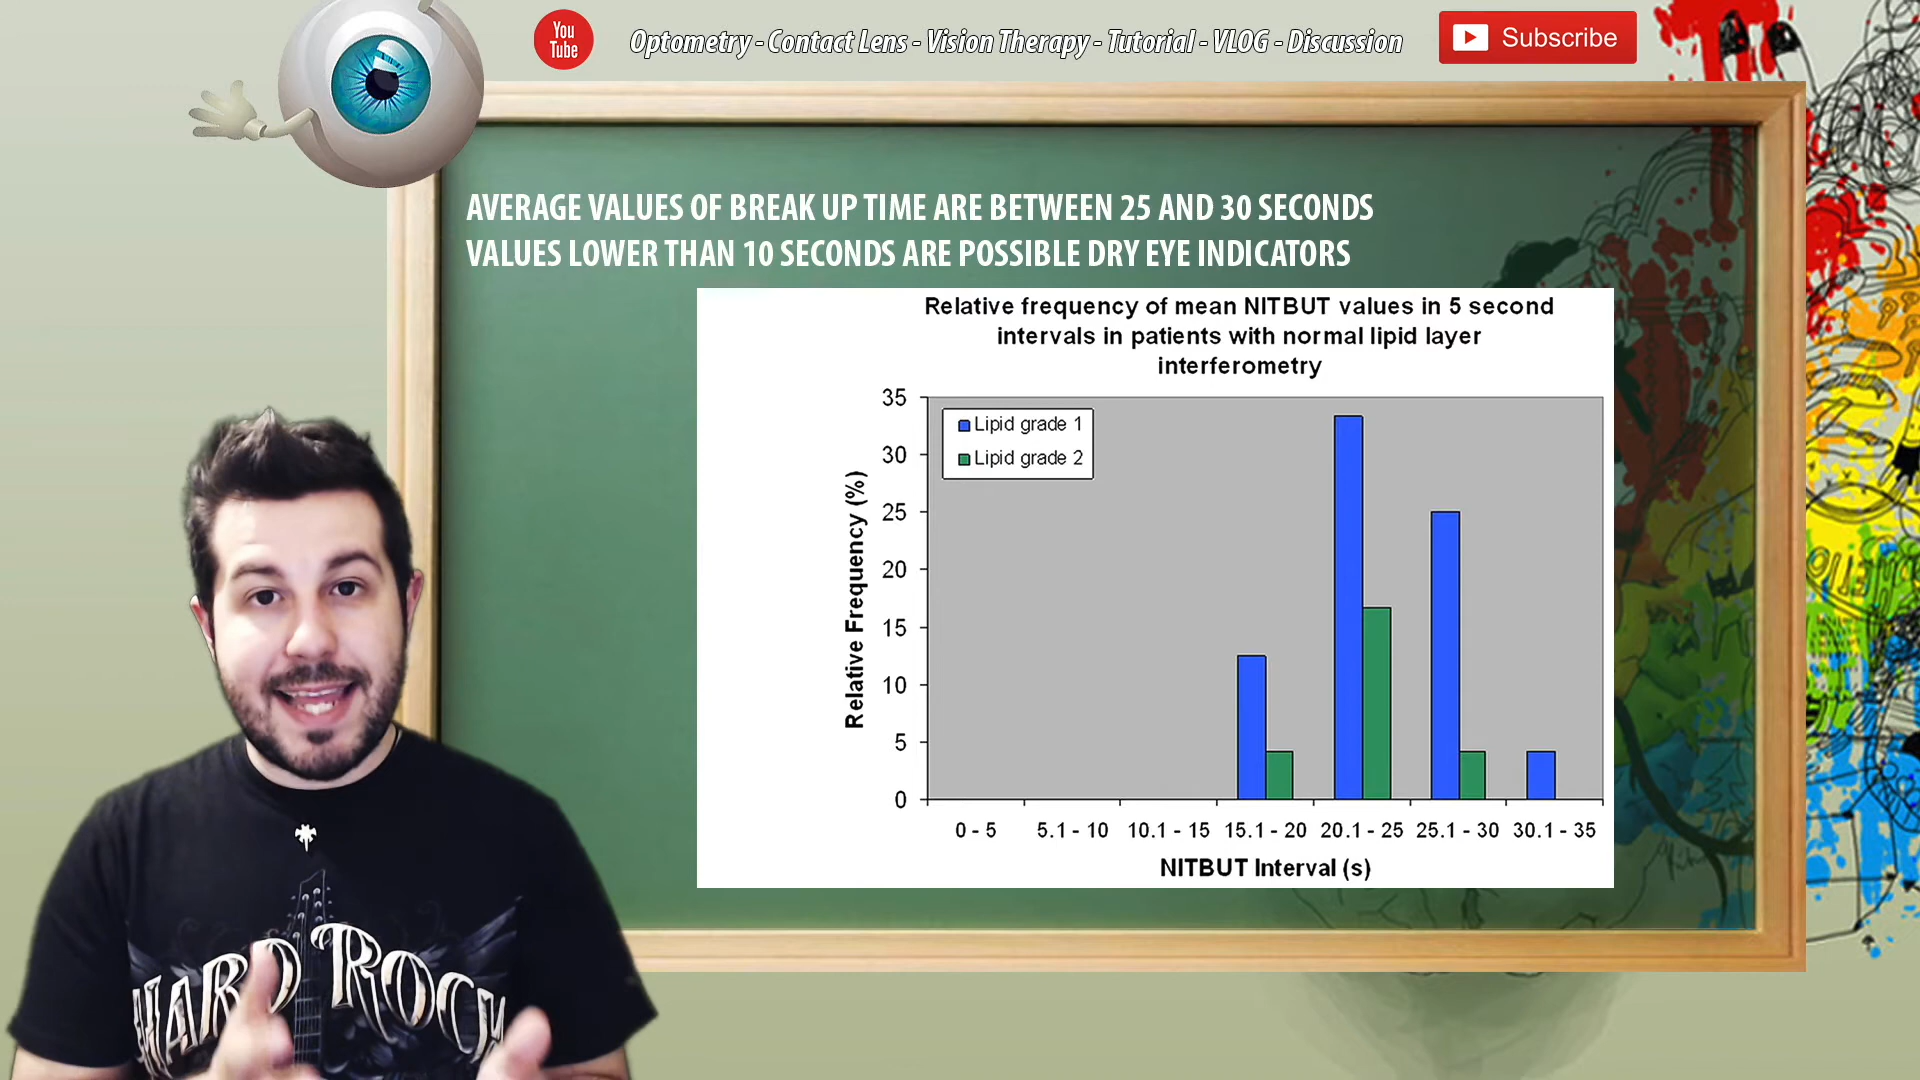 You
Tube
Optometry - Contact Lens - Vision Therapy - Tutorial - VLOG - Discussion
Subscribe
AVERAGE VALUES OF BREAK UP TIME ARE BETWEEN 25 AND 30 SECONDS
VALUES LOWER THAN 10 SECONDS ARE POSSIBLE DRY EYE INDICATORS
Relative frequency of mean NITBUT values in 5 second
intervals in patients with normal lipid layer
interferometry
Lipid grade 1
Lipid grade 2
Relative Frequency (%)
35
30
25
20
15
10
5
0
0 - 5 5.1 - 10 10.1 - 15 15.1 - 20 20.1 - 25 25.1 - 30 30.1 - 35
NITBUT Interval (s)
HARD ROCK